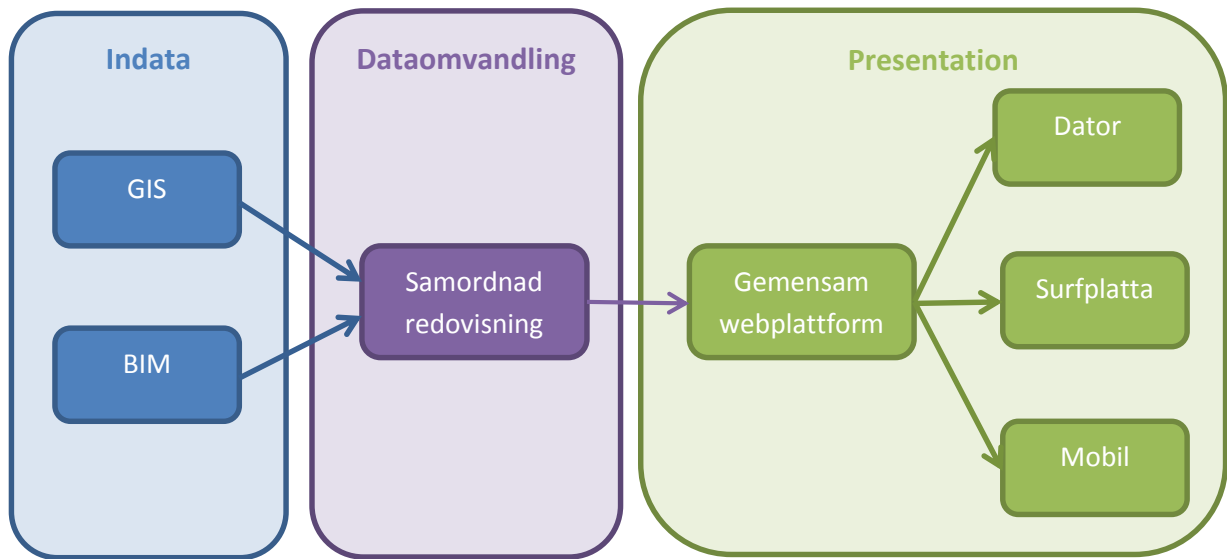 Indata
GIS
BIM
Dataomvandling
Samordnad
redovisning
Presentation
Gemensam
webplattform
Dator
Surfplatta
Mobil